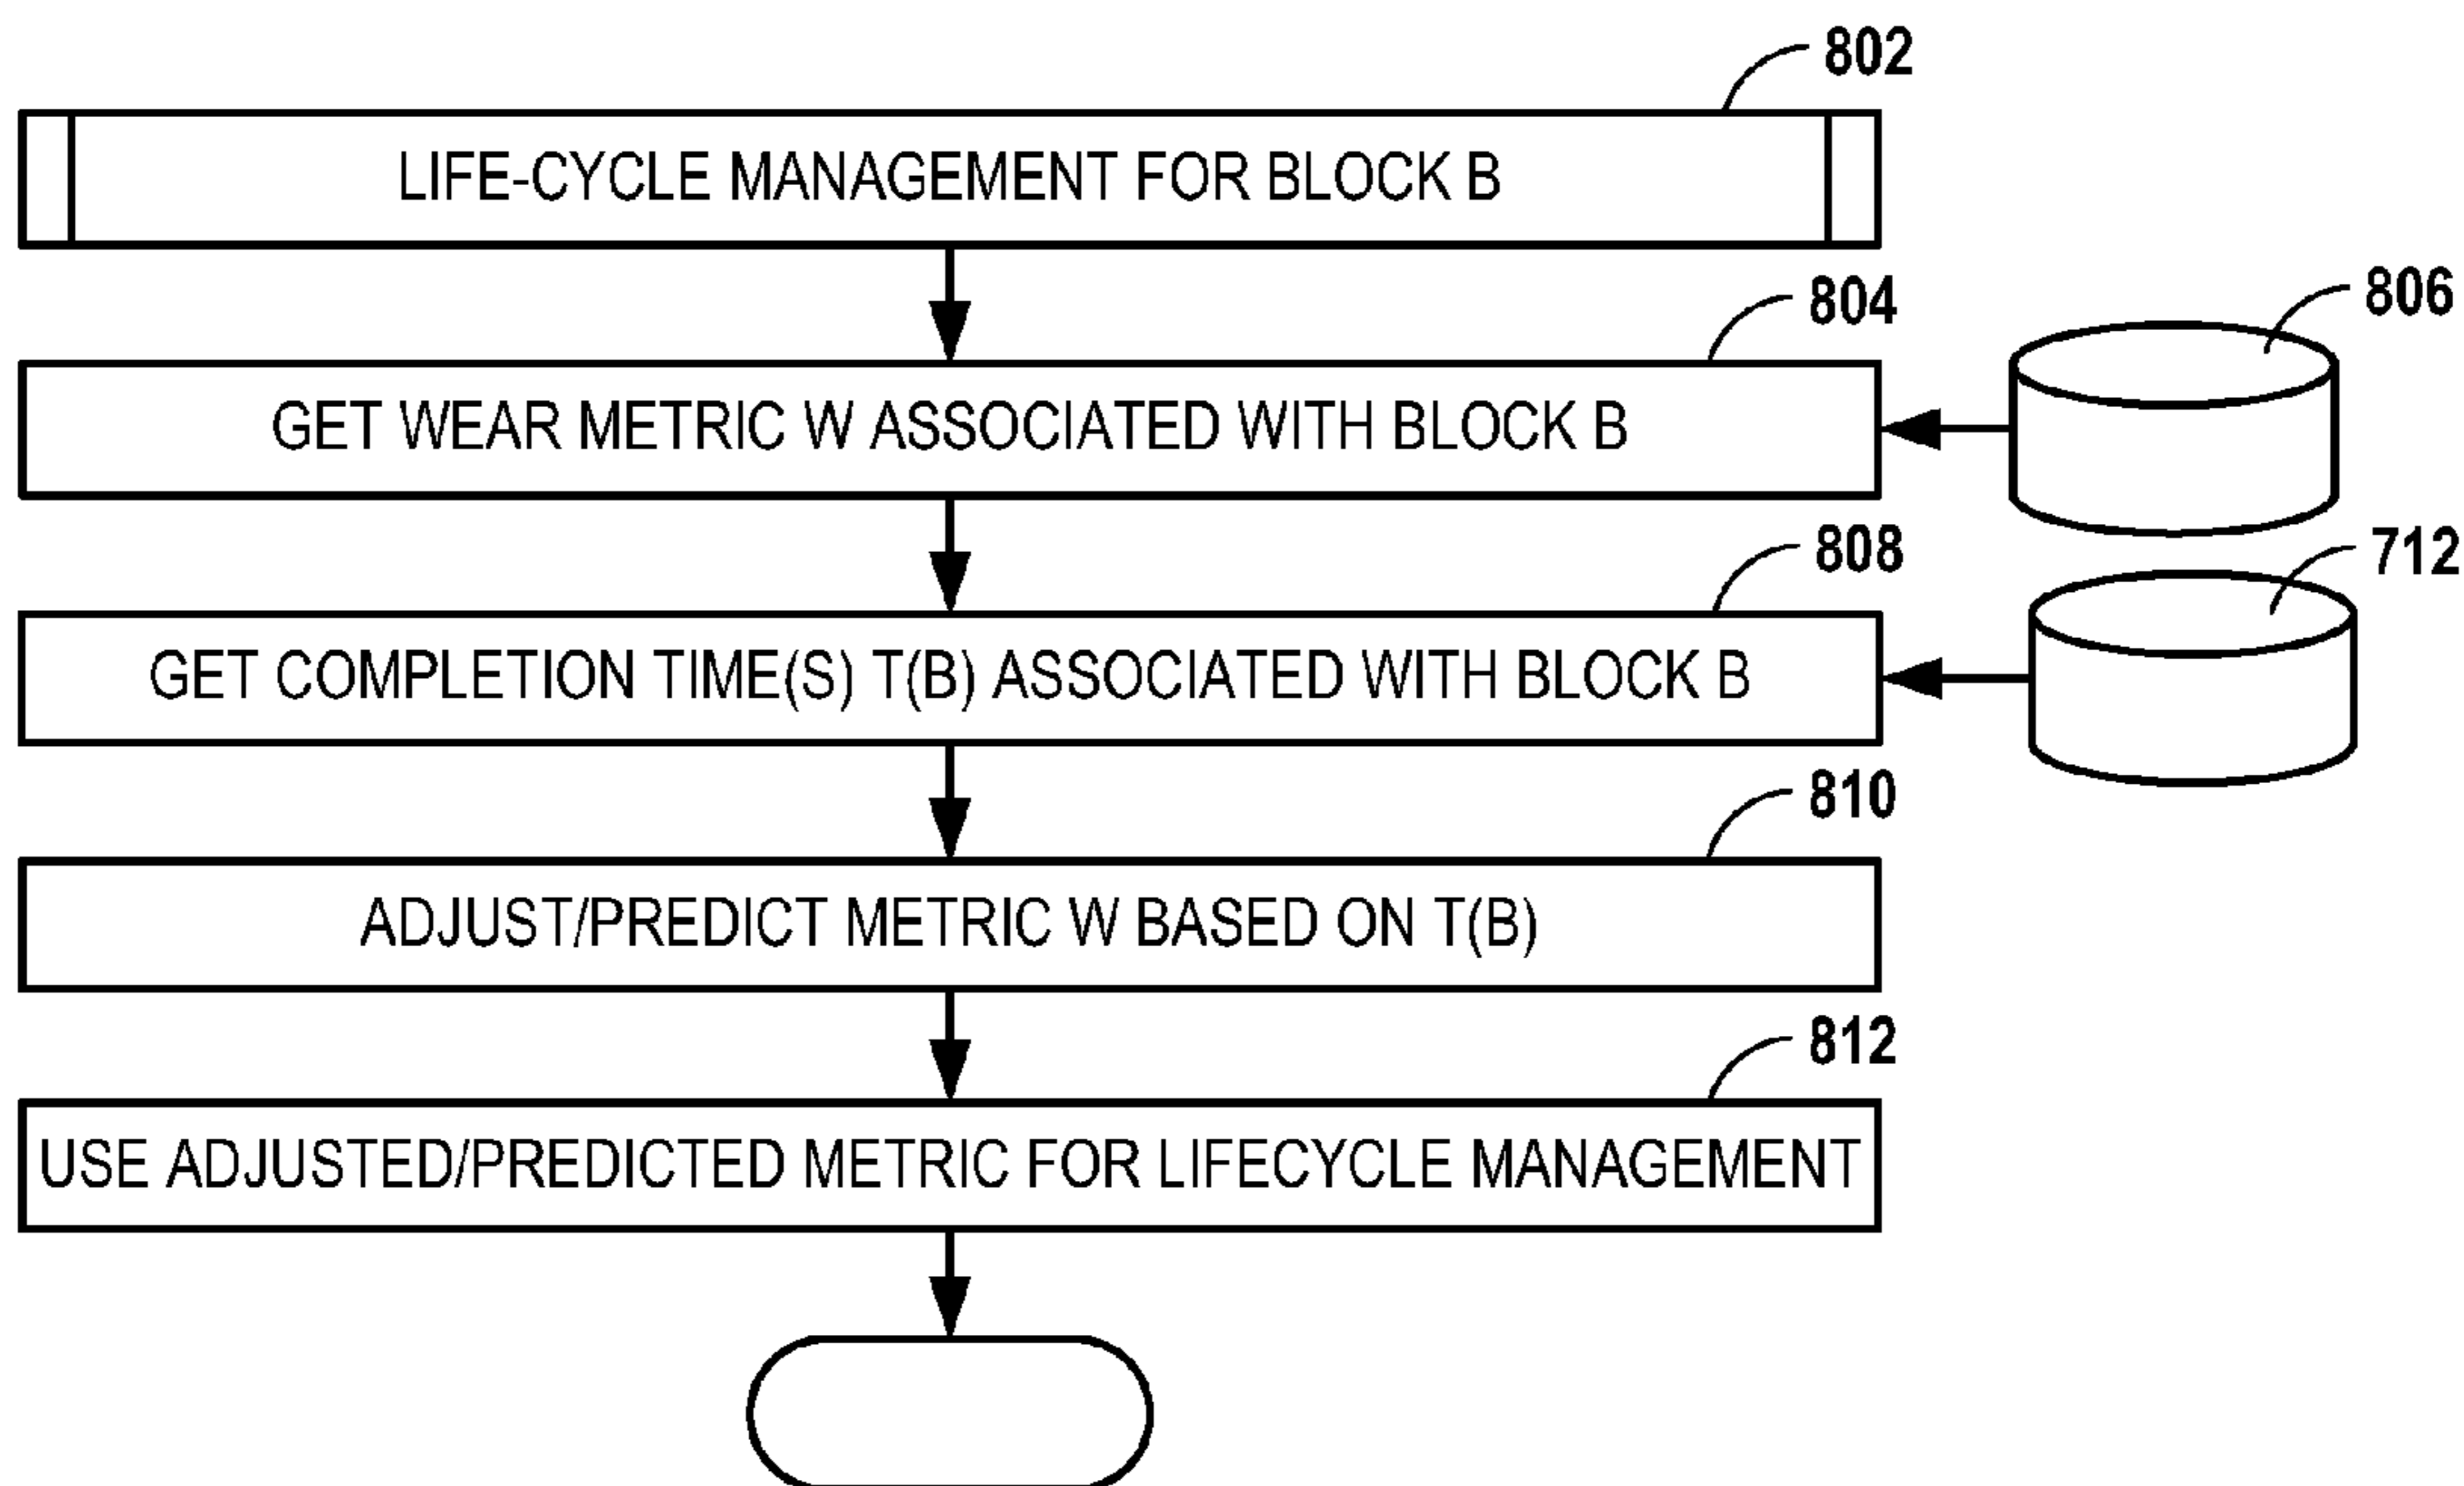 802
LIFE-CYCLE MANAGEMENT FOR BLOCK B
804
806
GET WEAR METRIC W ASSOCIATED WITH BLOCK B
808
712
GET COMPLETION TIME(S) T(B) ASSOCIATED WITH BLOCK B
810
ADJUST/PREDICT METRIC W BASED ON T(B)
812
USE ADJUSTED/PREDICTED METRIC FOR LIFECYCLE MANAGEMENT